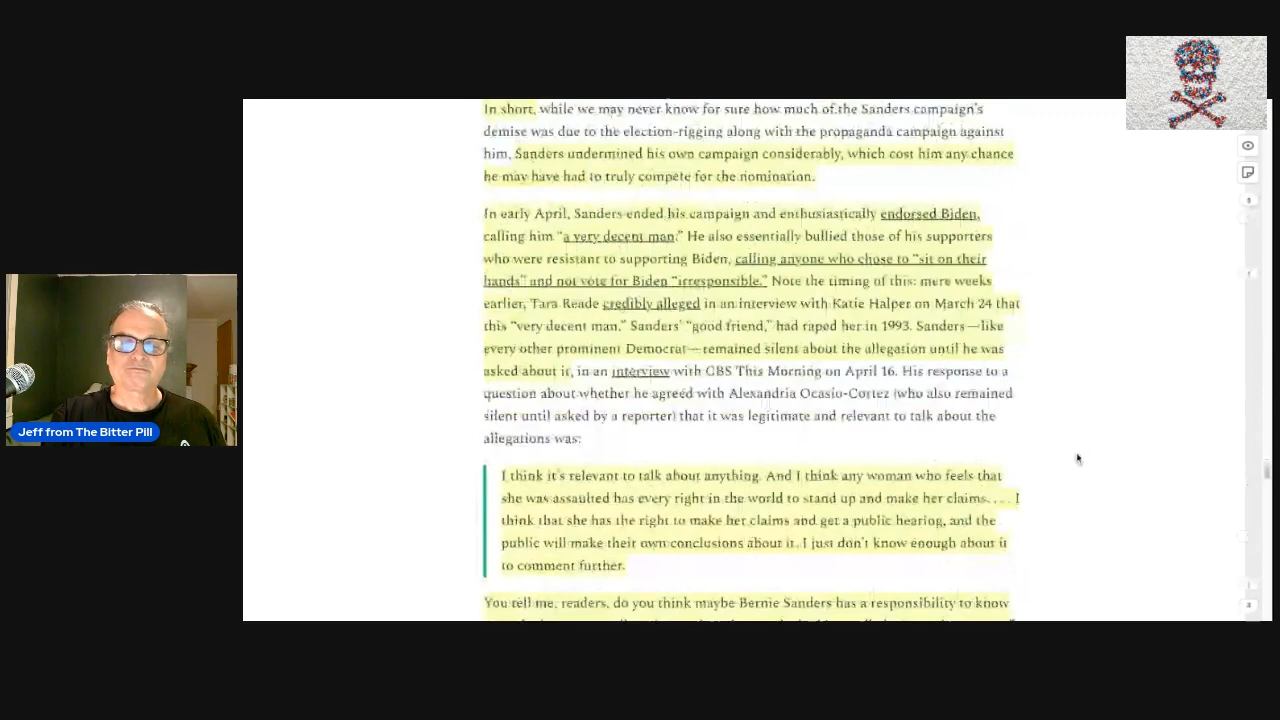 In short, while we may never know for sure how much of the Sanders campaign's
demise was due to the election-rigging along with the propaganda campaign against
him, Sanders undermined his own campaign considerably, which cost him any chance
he may have had to truly compete for the nomination.
In early April, Sanders ended his campaign and enthusiastically endorsed Biden,
calling him "a very decent man." He also essentially bullied those of his supporters
who were resistant to supporting Biden, calling anyone who chose to "sit on their
hands" and not vote for Biden "irresponsible." Note the timing of this: mere weeks
earlier, Tara Reade credibly alleged in an interview with Katie Halper on March 24 that
this "very decent man," Sanders' "good friend," had raped her in 1993. Sanders—like
every other prominent Democrat—remained silent about the allegation until he was
asked about it, in an interview with CBS This Morning on April 16. His response to a
question about whether he agreed with Alexandria Ocasio-Cortez (who also remained
silent until asked by a reporter) that it was legitimate and relevant to talk about the
allegations was:
I think it's relevant to talk about anything. And I think any woman who feels that
she was assaulted has every right in the world to stand up and make her claims. . . . I
think that she has the right to make her claims and get a public hearing, and the
public will make their own conclusions about it. I just don't know enough about it
to comment further.
You tell me, readers, do you think maybe Bernie Sanders has a responsibility to know
Jeff from The Bitter Pill